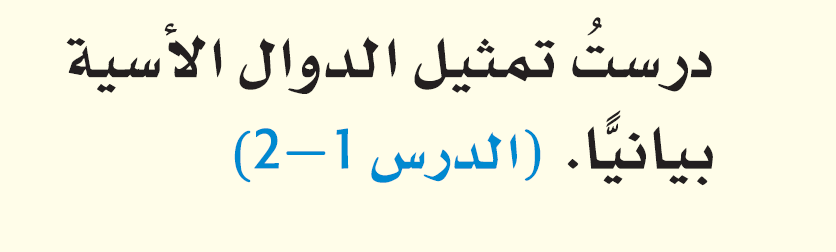 درستُ تمثيل الدوال الأسية
بيانيًّا. (الدرس 1–2)